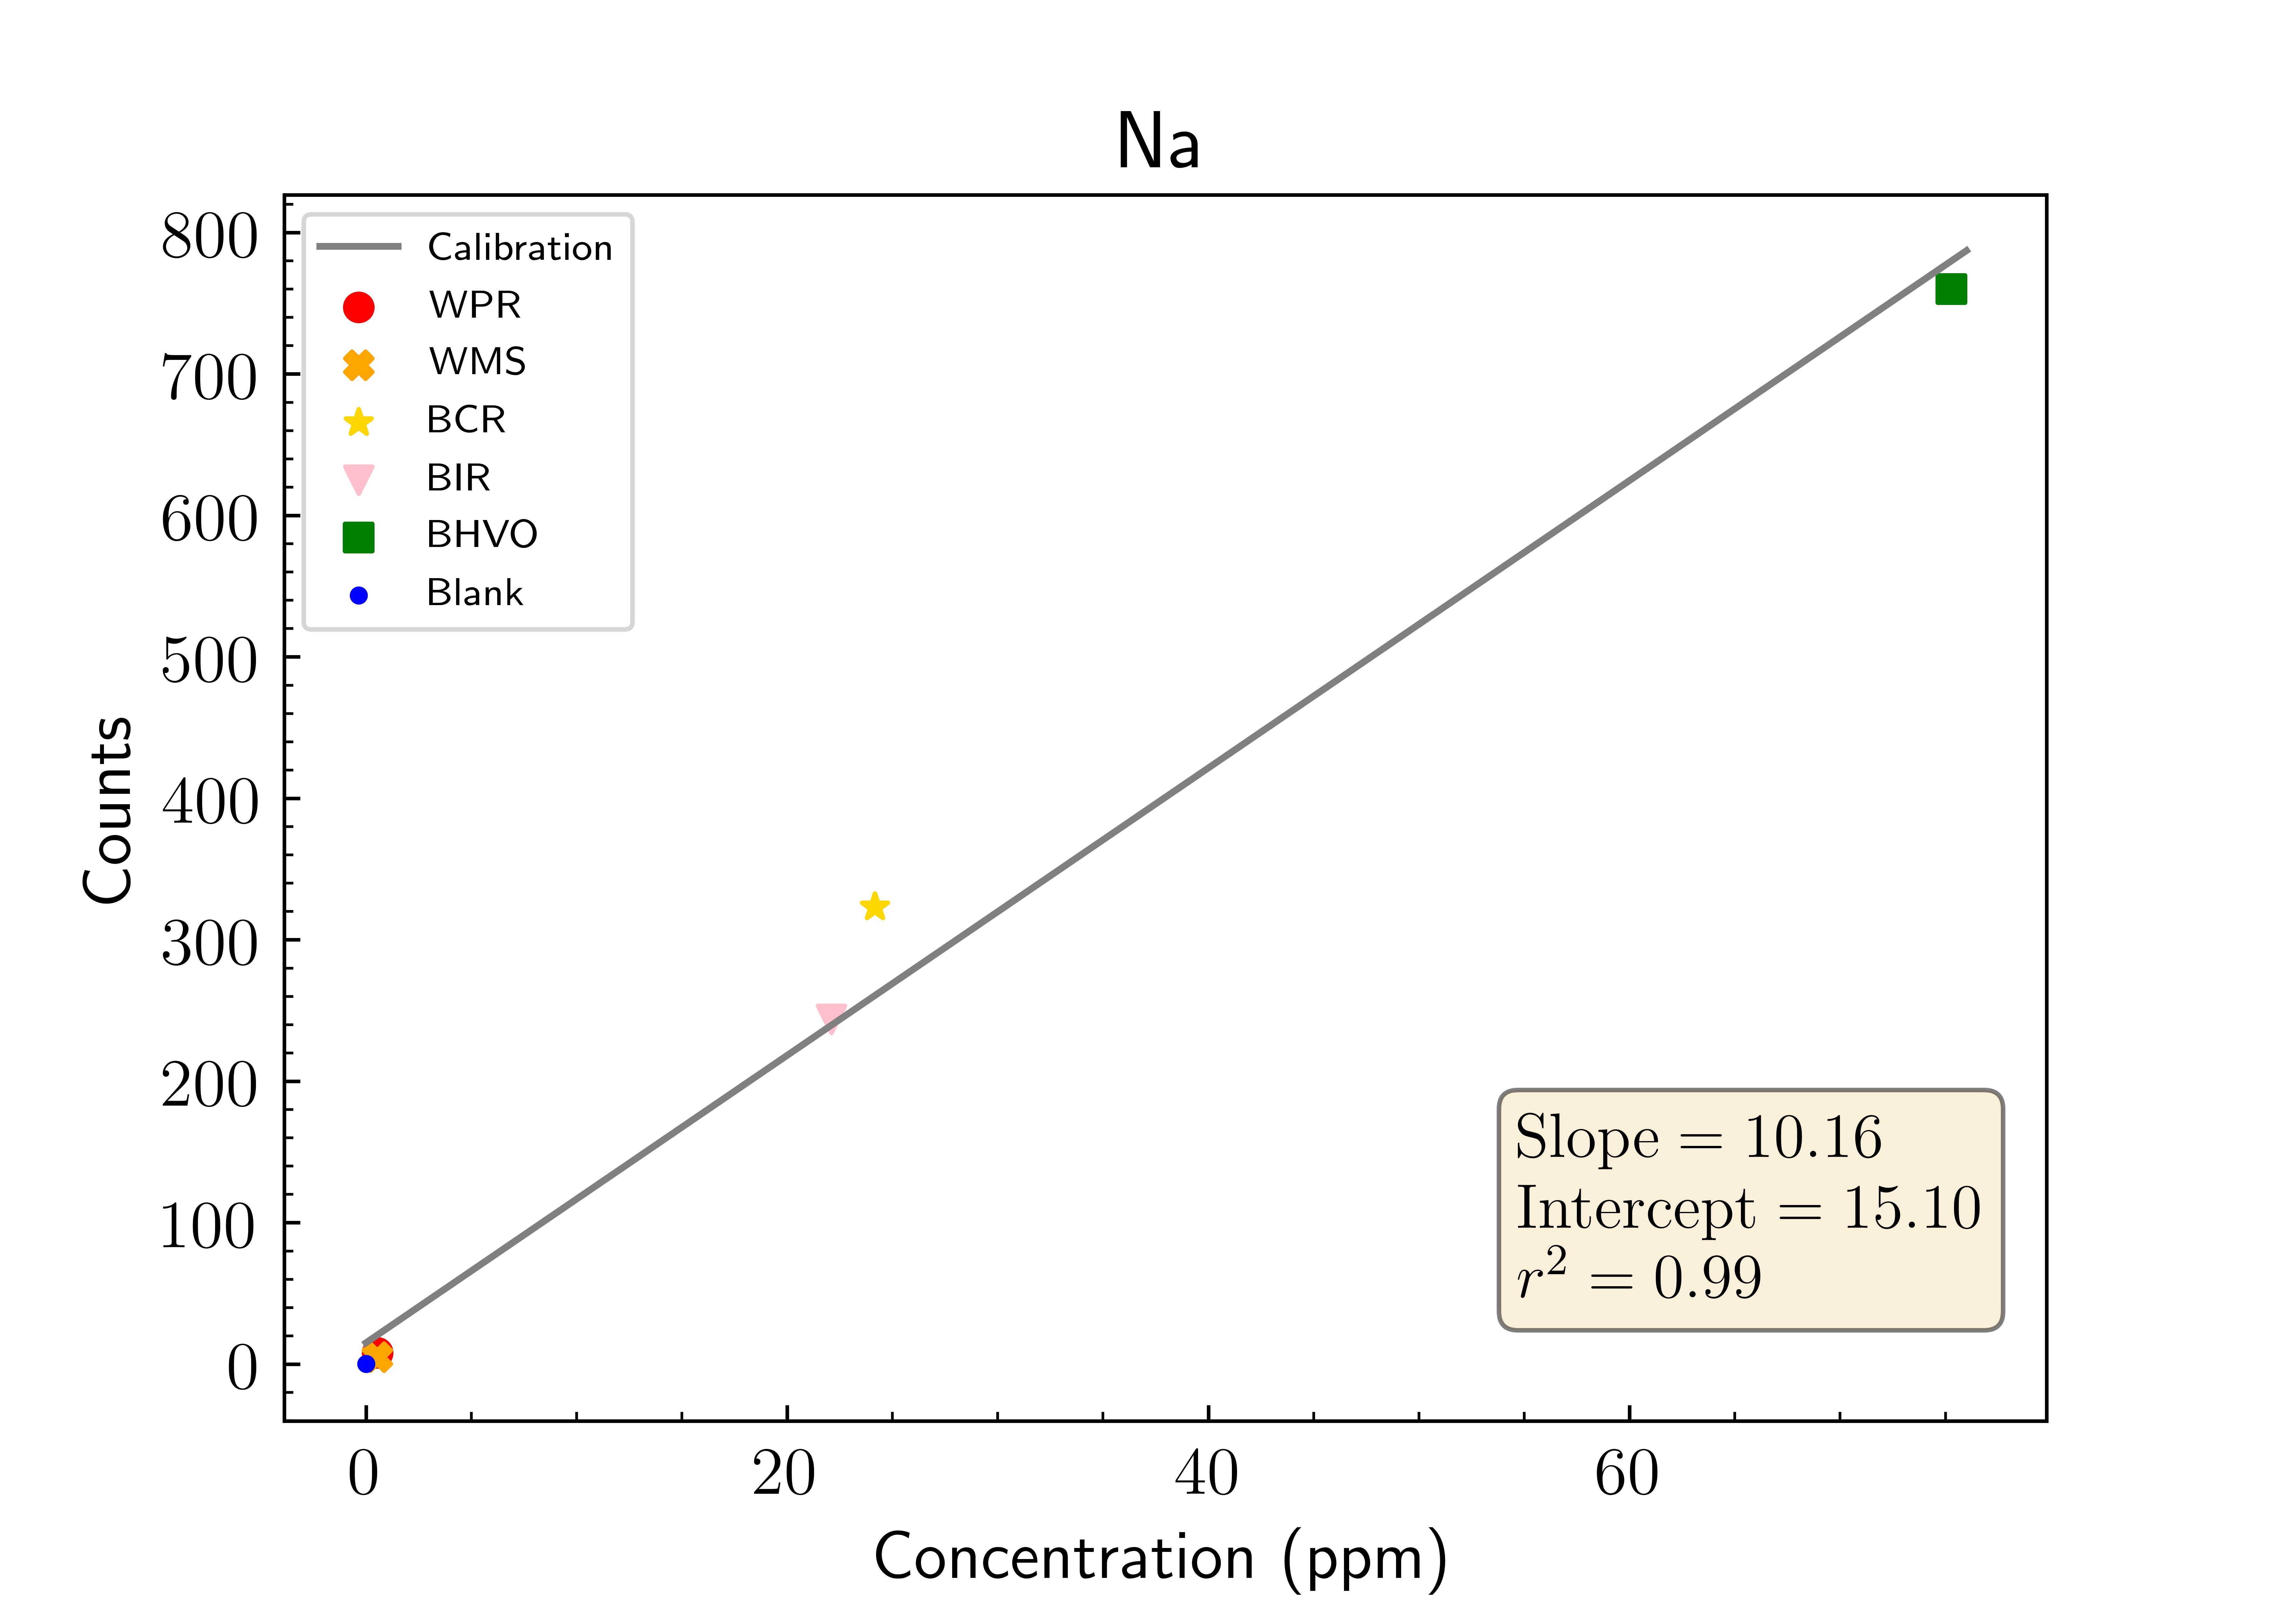 Na
800
700
600
500
400
300
200
100
0
Counts
Calibration
WPR
WMS
BCR
BIR
BHVO
Blank
Slope = 10.16
Intercept = 15.10
r² = 0.99
0 20 40 60
Concentration (ppm)